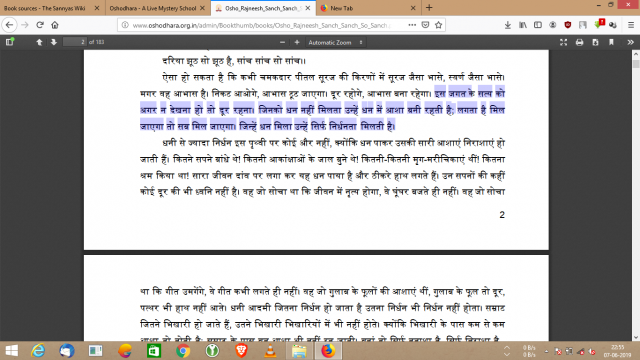 Book sources - The Sannyas Wiki
Oshodhara - A Live Mystery School
Osho_Rajneesh_Sanch_Sanch_So_Sanc
New Tab
www.oshodhara.org.in/Admin/Bookthumb/books/Osho_Rajneesh_Sanch_Sanch_So_Sanch_
Search
2 of 183
Automatic Zoom
दरिया झूठ सो झूठ है, सांच सांच सो सांच।।
ऐसा हो सकता है कि कभी चमकदार पीतल सूरज की किरणों में सूरज जैसा भासे, स्वर्ण जैसा भासे।
मगर वह आभास है। निकट आओगे, आभास टूट जाएगा। दूर रहोगे, आभास बना रहेगा। इस जगत के सत्य को
अगर न देखना हो तो दूर रहना। जिनको धन नहीं मिलता उन्हें धन में आशा बनी रहती है; लगता है मिल
जाएगा तो सब मिल जाएगा। जिन्हें धन मिला उन्हें सिर्फ निर्धनता मिलती है।
धनी से ज्यादा निर्धन इस पृथ्वी पर कोई और नहीं, क्योंकि धन पाकर उसकी सारी आशाएं निराशाएं हो
जाती हैं। कितने सपने बांधे थे! कितनी आकांक्षाओं के जाल बुने थे! कितनी-कितनी मृग-मरीचिकाएं थीं! कितना
श्रम किया था! सारा जीवन दांव पर लगा कर यह धन पाया है और ठीकरे हाथ लगते हैं। उन सपनों की कहीं
कोई दूर की भी ध्वनि नहीं है। वह जो सोचा था कि जीवन में नृत्य होगा, वे घूंघर बजते ही नहीं। वह जो सोचा
2
था कि गीत उमगेंगे, वे गीत कभी लगते ही नहीं। वह जो गुलाब के फूलों की आशाएं थीं, गुलाब के फूल तो दूर,
पत्थर भी हाथ नहीं आते। धनी आदमी जितना निर्धन हो जाता है उतना निर्धन भी निर्धन नहीं होता। सम्राट
जितने भिखारी हो जाते हैं, उतने भिखारी भिखारियों में भी नहीं होते। क्योंकि भिखारी के पास कम से कम
0 B/s
0 B/s
22:55
07-06-2019